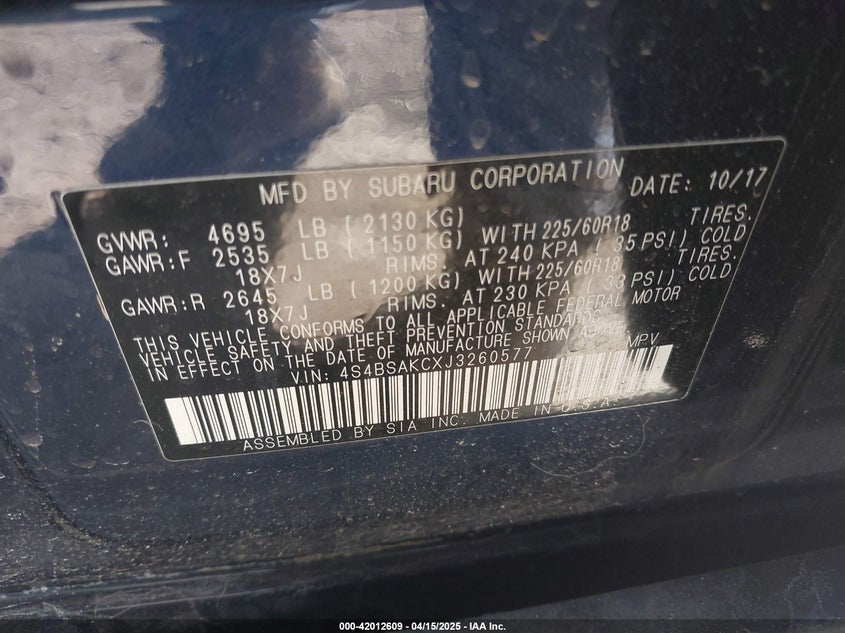 MFD BY SUBARU CORPORATION DATE: 10/17
GVWR: 4695 LB ( 2130 KG)
GAWR:F 2535 LB ( 1150 KG) WITH 225/60R18 TIRES.
18X7J RIMS. AT 240 KPA ( 35 PSI) COLD
GAWR:R 2645 LB ( 1200 KG) WITH 225/60R18 TIRES.
18X7J RIMS. AT 230 KPA ( 33 PSI) COLD
THIS VEHICLE CONFORMS TO ALL APPLICABLE FEDERAL MOTOR
VEHICLE SAFETY AND THEFT PREVENTION STANDARDS
IN EFFECT ON THE DATE OF MANUFACTURE SHOWN ABOVE.
VIN: 4S4BSAKCXJ3260577 MPV
ASSEMBLED BY SIA INC. MADE IN U.S.A.
000-42012609 - 04/15/2025 - IAA Inc.